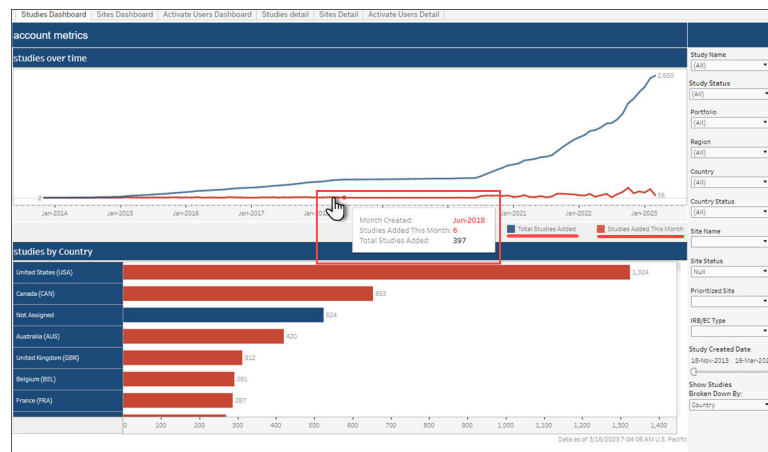 Studies Dashboard Sites Dashboard Activate Users Dashboard Studies detail Sites Detail Activate Users Detail
account metrics
studies over time
2,650
2
56
Jan-2014 Jan-2015 Jan-2016 Jan-2017 Jan-2021 Jan-2022 Jan-2023
Month Created: Jun-2018
Studies Added This Month: 6
Total Studies Added: 397
Total Studies Added Studies Added This Month
studies by Country
United States (USA) 1,324
Canada (CAN) 653
Not Assigned 524
Australia (AUS) 420
United Kingdom (GBR) 312
Belgium (BEL) 291
France (FRA) 287
0 100 200 300 400 500 600 700 800 900 1,000 1,100 1,200 1,300 1,400
Data as of 3/16/2023 7:04:08 AM U.S. Pacific
Study Name
(All)
Study Status
(All)
Portfolio
(All)
Region
(All)
Country
(All)
Country Status
(All)
Site Name
Site Status
Null
Prioritized Site
IRB/EC Type
Study Created Date
18-Nov-2013 16-Mar-202
Show Studies
Broken Down By:
Country